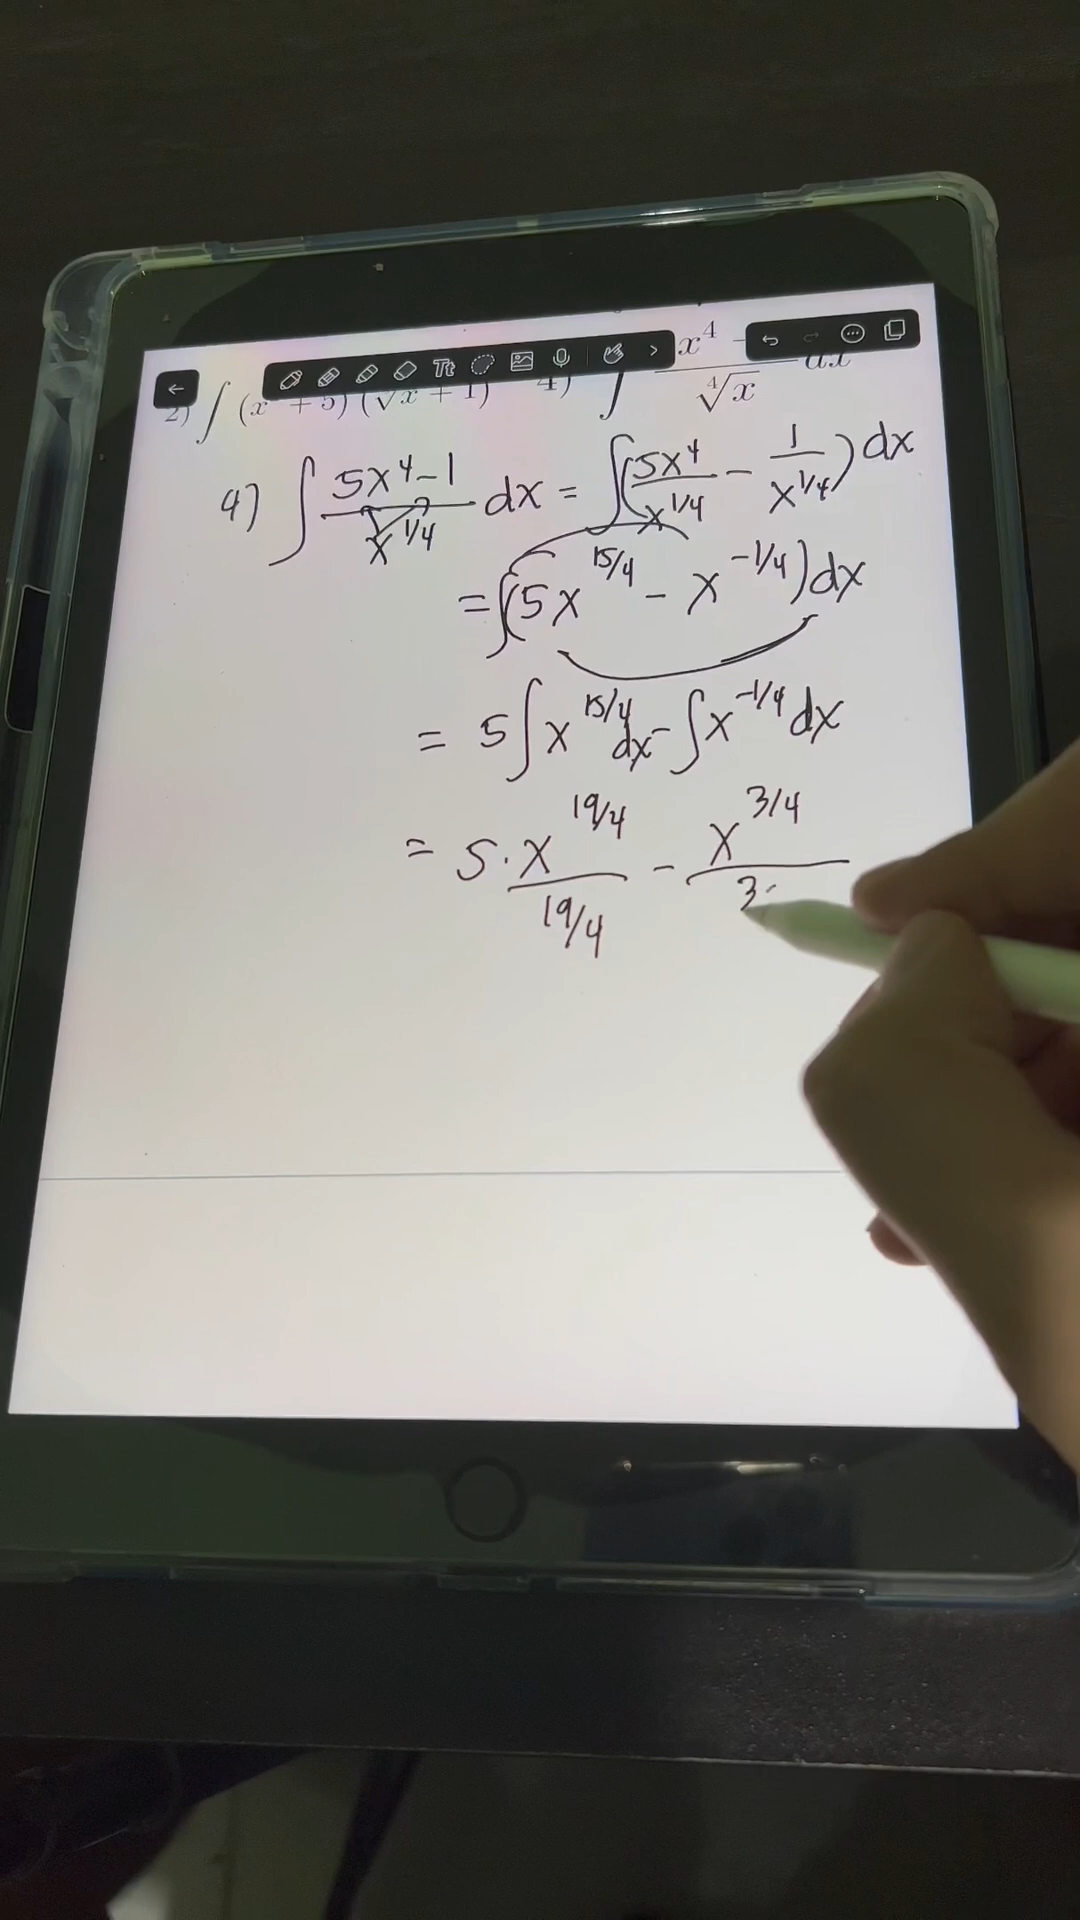 x⁴ -
2) ∫ (x + 5) (√x + 1) 4) ∫ ⁴√x dx
Tt
4) ∫ 5x⁴-1 / x^1/4 dx = ∫(5x⁴ / x^1/4 - 1 / x^1/4) dx
= ∫(5x^15/4 - x^-1/4) dx
= 5∫x^15/4 dx - ∫x^-1/4 dx
= 5 · x^19/4 / 19/4 - x^3/4 / 3